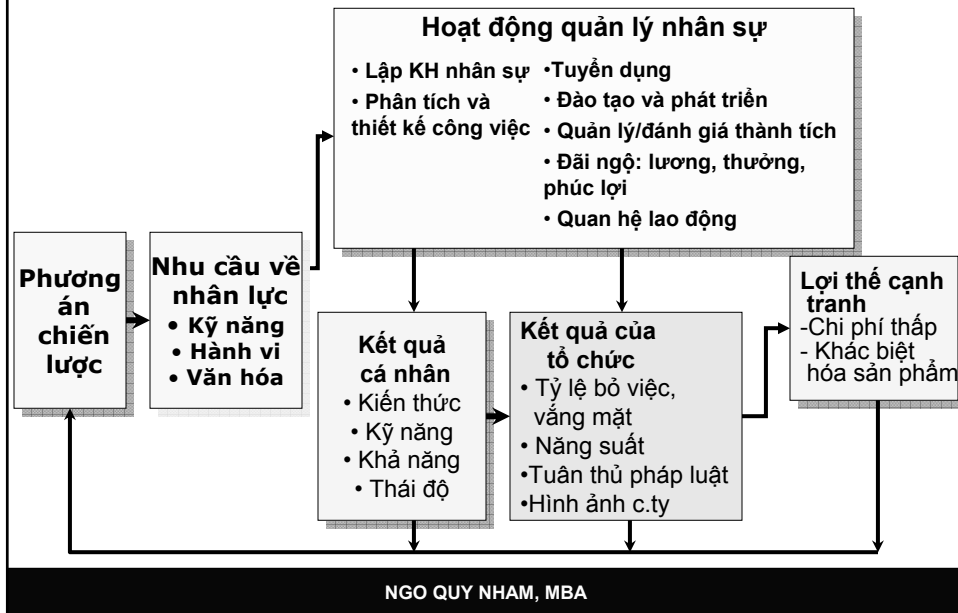 Hoạt động quản lý nhân sự
• Lập KH nhân sự
• Phân tích và
thiết kế công việc
•Tuyển dụng
• Đào tạo và phát triển
• Quản lý/đánh giá thành tích
• Đãi ngộ: lương, thưởng,
phúc lợi
• Quan hệ lao động
Phương
án
chiến
lược
Nhu cầu về
nhân lực
• Kỹ năng
• Hành vi
• Văn hóa
Kết quả
cá nhân
• Kiến thức
• Kỹ năng
• Khả năng
• Thái độ
Kết quả của
tổ chức
• Tỷ lệ bỏ việc,
vắng mặt
• Năng suất
•Tuân thủ pháp luật
•Hình ảnh c.ty
Lợi thế cạnh
tranh
-Chi phí thấp
- Khác biệt
hóa sản phẩm
NGO QUY NHAM, MBA